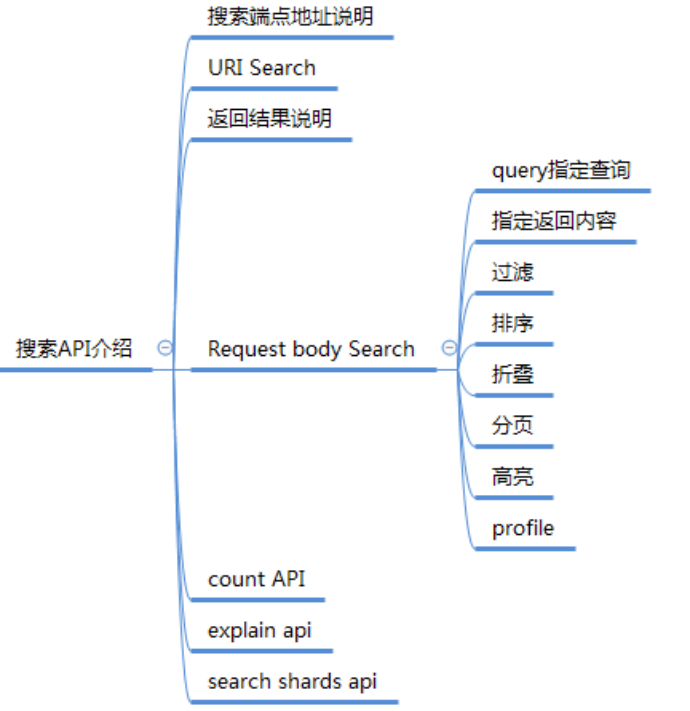 搜索API介绍
搜索端点地址说明
URI Search
返回结果说明
Request body Search
query指定查询
指定返回内容
过滤
排序
折叠
分页
高亮
profile
count API
explain api
search shards api